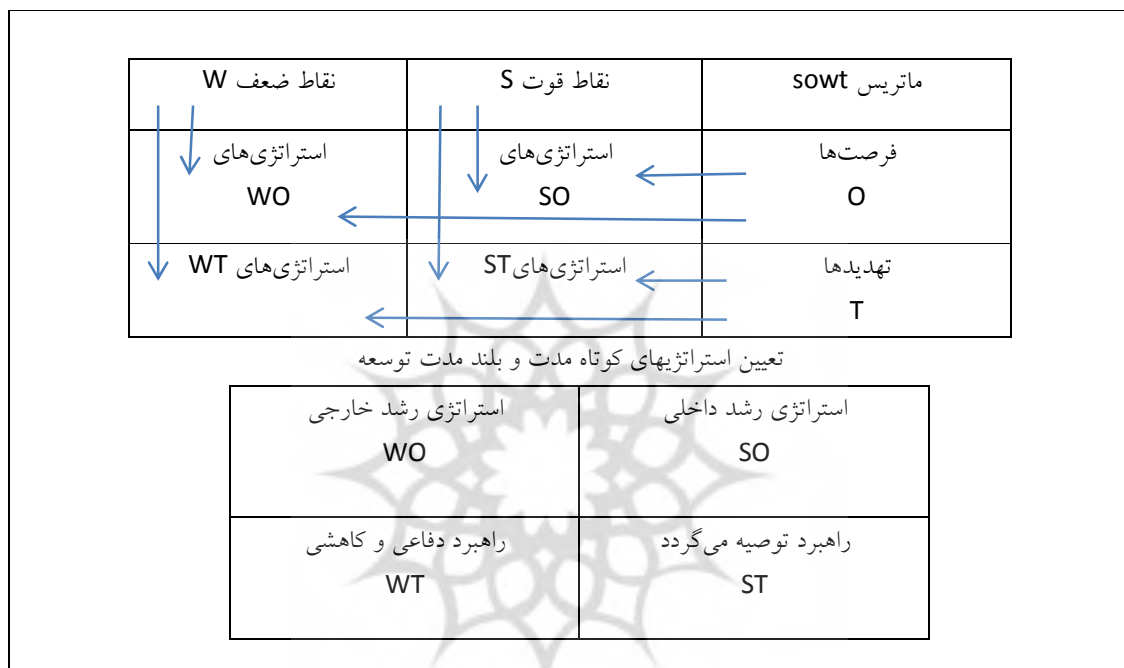 ماتریس sowt
نقاط قوت S
نقاط ضعف W
فرصت‌ها
O
استراتژی‌های
SO
استراتژی‌های
WO
تهدیدها
T
استراتژی‌هایST
استراتژی‌های WT
تعیین استراتژیهای کوتاه مدت و بلند مدت توسعه
استراتژی رشد داخلی
SO
استراتژی رشد خارجی
WO
راهبرد توصیه می‌گردد
ST
راهبرد دفاعی و کاهشی
WT